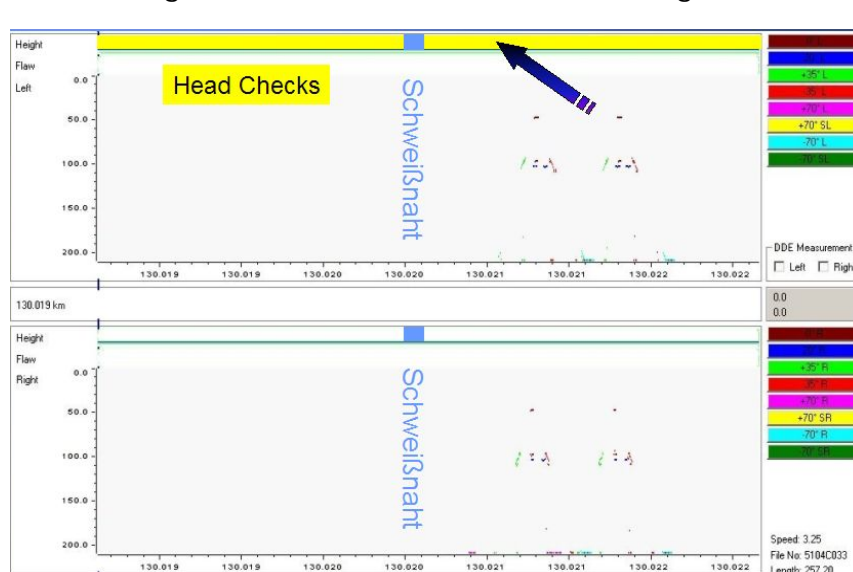 Height
Flaw
Left
Head Checks
Schweißnaht
0.0
50.0
100.0
150.0
200.0
130.019 130.019 130.020 130.020 130.021 130.021 130.022 130.022
+35° L
-35° L
+70° L
+70° SL
-70° L
-70° SL
DDE Measurement
Left Righ
130.019 km
0.0
0.0
Height
Flaw
Right
Schweißnaht
0.0
50.0
100.0
150.0
200.0
130.019 130.019 130.020 130.020 130.021 130.021 130.022 130.022
+35° R
-35° R
+70° R
+70° SR
-70° R
-70° SR
Speed: 3.25
File No: 5104C033
Length: 257.20